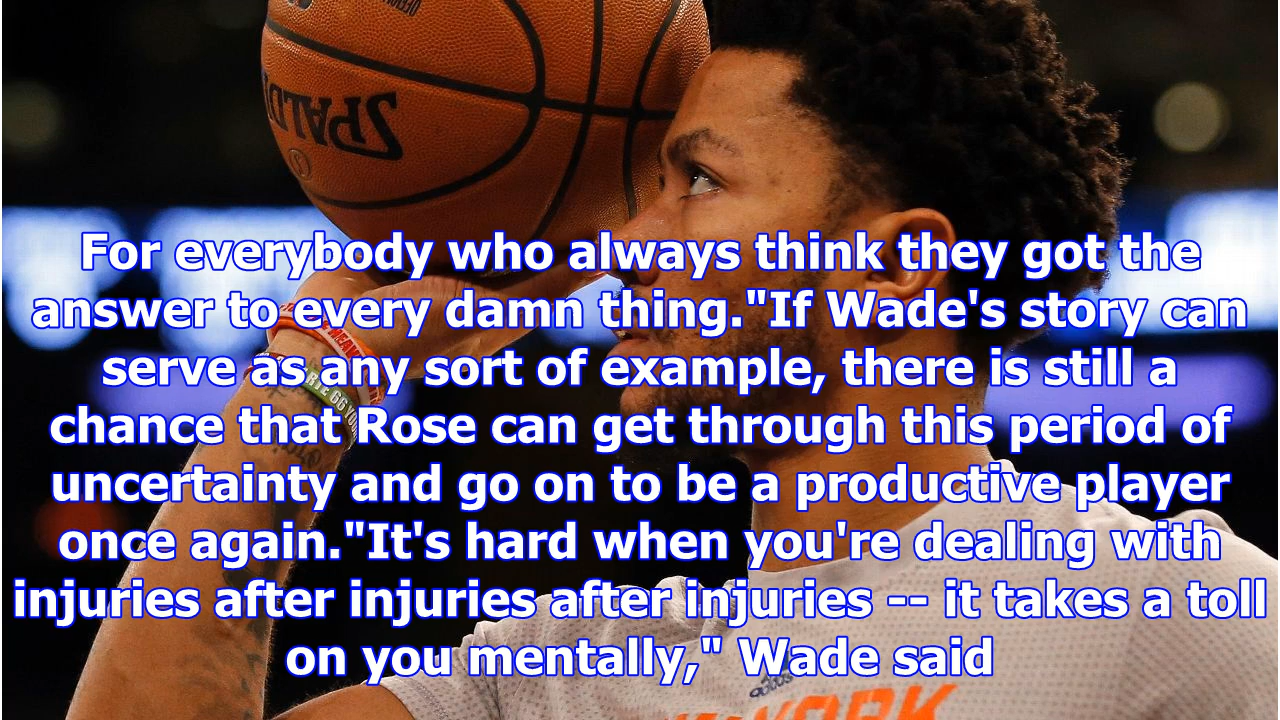 SPALDI
For everybody who always think they got the
answer to every damn thing."If Wade's story can
serve as any sort of example, there is still a
chance that Rose can get through this period of
uncertainty and go on to be a productive player
once again."It's hard when you're dealing with
injuries after injuries after injuries -- it takes a toll
on you mentally," Wade said
adidas